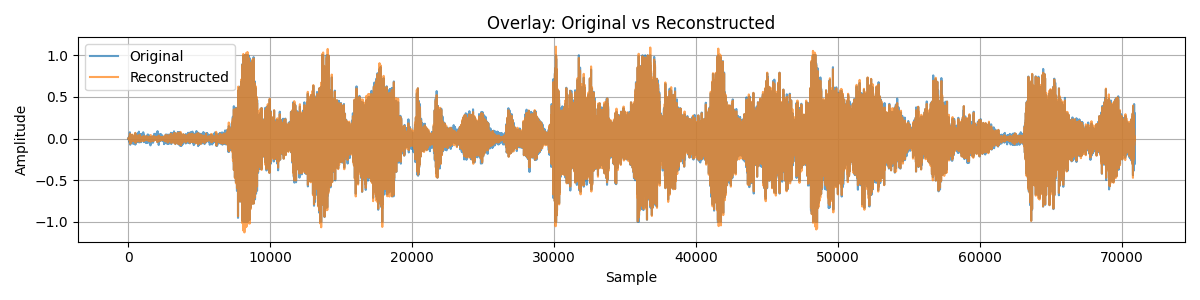 Overlay: Original vs Reconstructed
Original
Reconstructed
Amplitude
1.0
0.5
0.0
−0.5
−1.0
0 10000 20000 30000 40000 50000 60000 70000
Sample